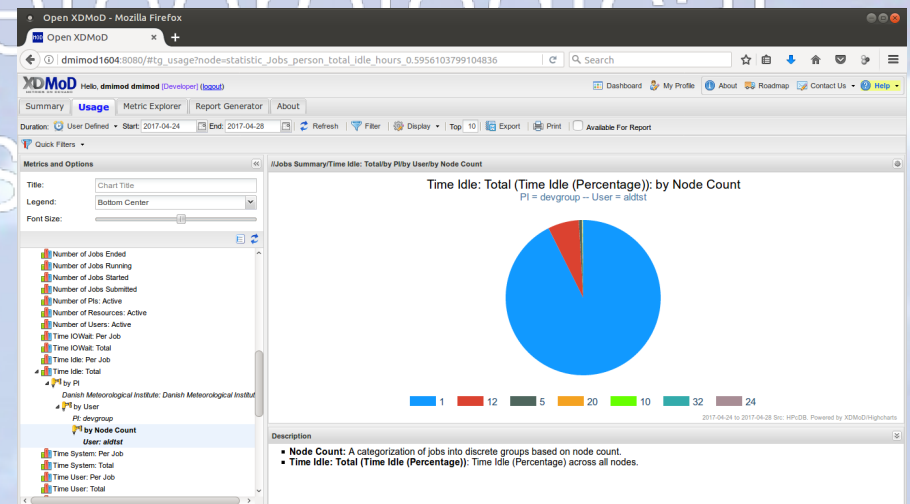 Open XDMoD - Mozilla Firefox
MOD Open XDMoD × +
dmimod1604:8080/#tg_usage?node=statistic_Jobs_person_total_idle_hours_0.5956103799104836 Search
XDMoD Hello, dmimod dmimod [Developer] (logout) Dashboard My Profile About Roadmap Contact Us Help
Summary Usage Metric Explorer Report Generator About
Duration: User Defined Start: 2017-04-24 End: 2017-04-28 Refresh Filter Display Top 10 Export Print Available For Report
Quick Filters
Metrics and Options
//Jobs Summary/Time Idle: Total/by PI/by User/by Node Count
Title: Chart Title
Legend: Bottom Center
Font Size:
Number of Jobs Ended
Number of Jobs Running
Number of Jobs Started
Number of Jobs Submitted
Number of PIs: Active
Number of Resources: Active
Number of Users: Active
Time IOWait: Per Job
Time IOWait: Total
Time Idle: Per Job
Time Idle: Total
by PI
Danish Meteorological Institute: Danish Meteorological Institut
by User
PI: devgroup
by Node Count
User: aldtst
Time System: Per Job
Time System: Total
Time User: Per Job
Time User: Total
Time Idle: Total (Time Idle (Percentage)): by Node Count
PI = devgroup -- User = aldtst
1 12 5 20 10 32 24
2017-04-24 to 2017-04-28 Src: HPcDB. Powered by XDMoD/Highcharts
Description
Node Count: A categorization of jobs into discrete groups based on node count.
Time Idle: Total (Time Idle (Percentage)): Time Idle (Percentage) across all nodes.